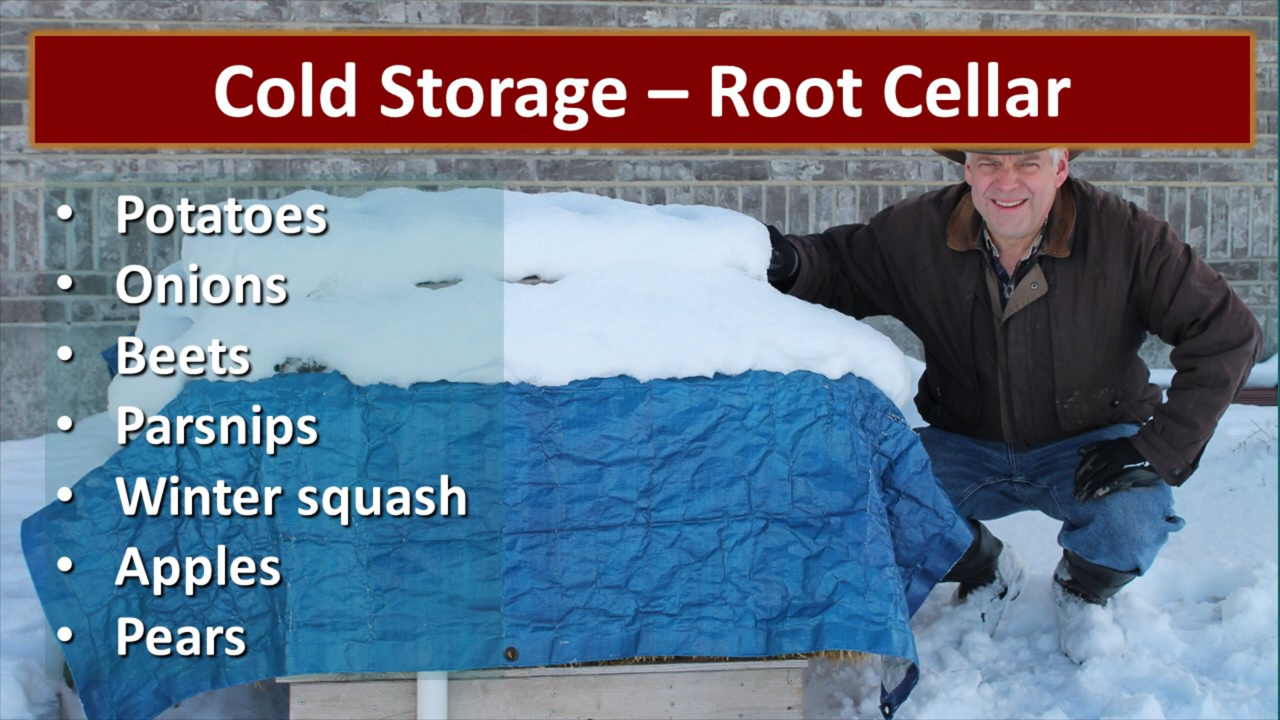 Cold Storage – Root Cellar
• Potatoes
• Onions
• Beets
• Parsnips
• Winter squash
• Apples
• Pears